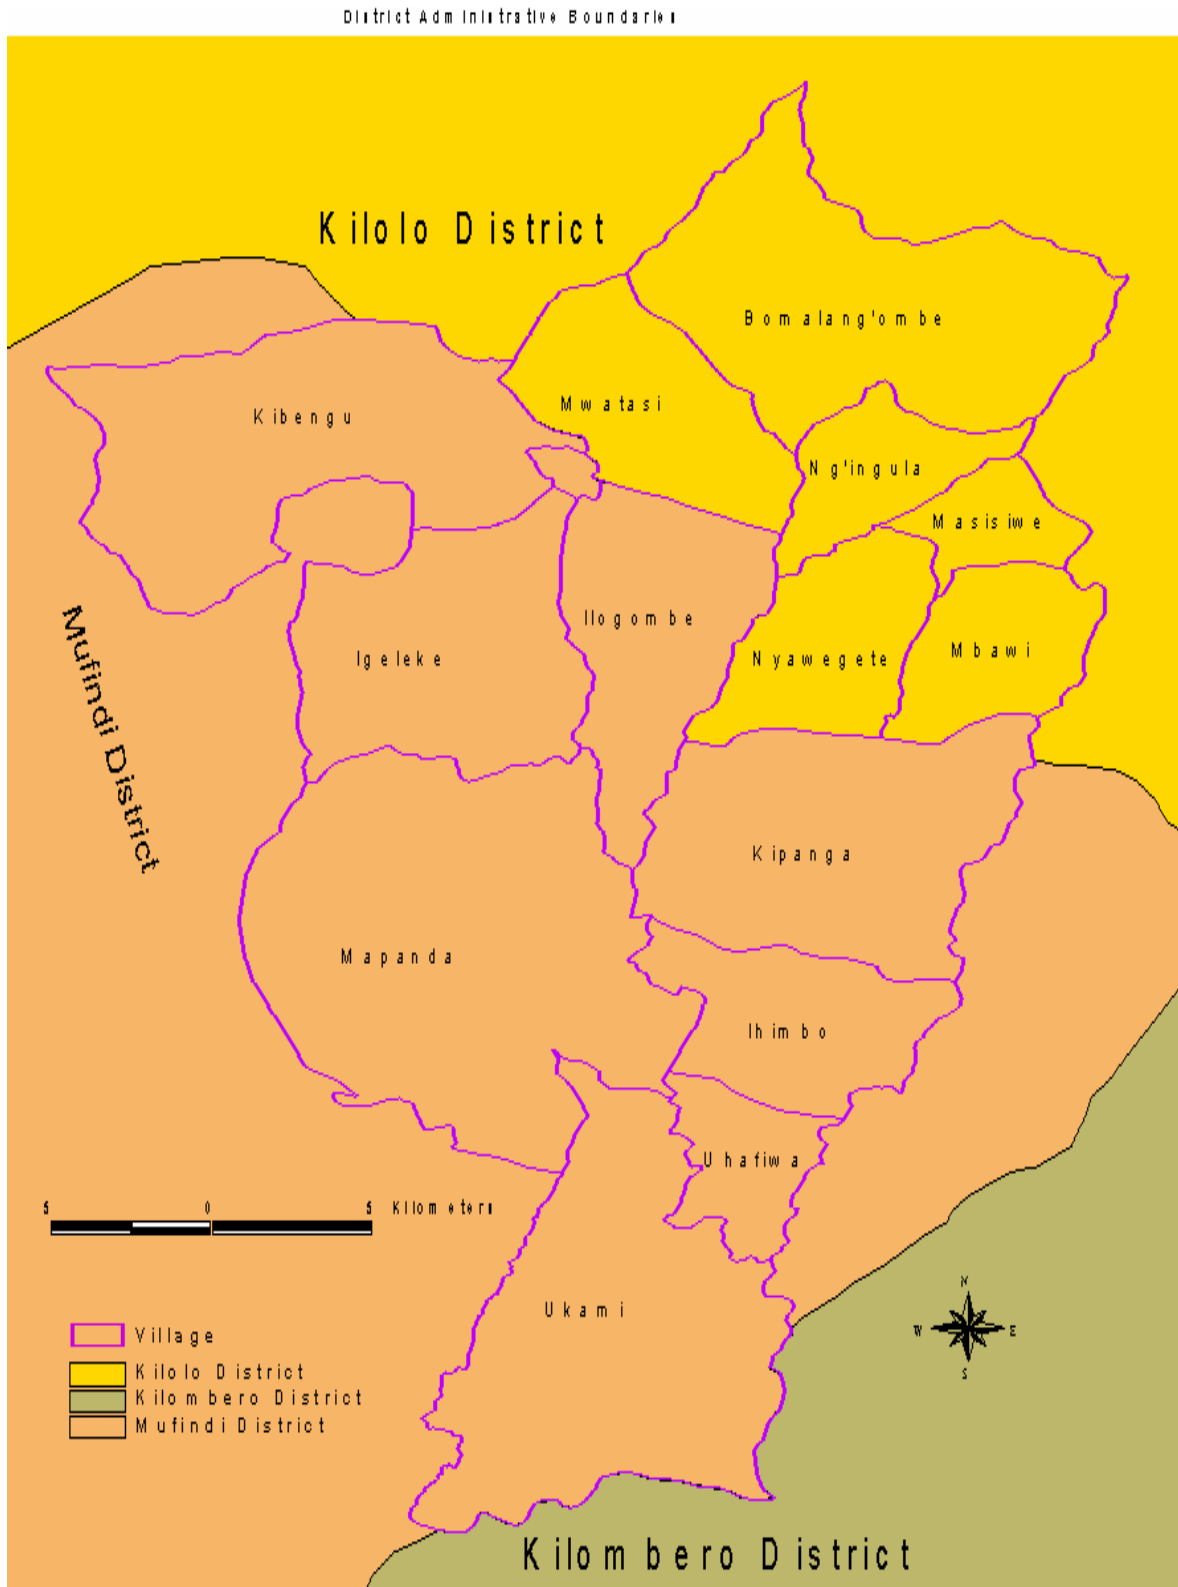 District Administrative Boundaries
Kilolo District
Bomalang'ombe
Mwatasi
Kibengu
Ng'ingula
Masisiwe
Ilogombe
Mufindi District
Igeleke
Nyawegete
Mbawi
Kipanga
Mapanda
Ihimbo
Uhafiwa
5 0 5 Kilometers
Ukami
N
W E
S
Village
Kilolo District
Kilombero District
Mufindi District
Kilombero District